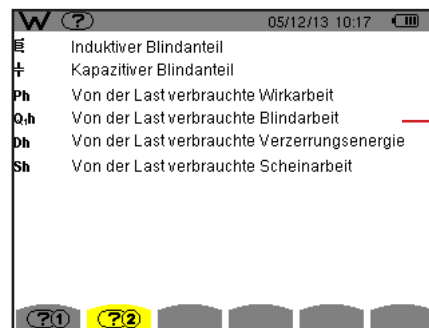 W ? 05/12/13 10:17
Induktiver Blindanteil
Kapazitiver Blindanteil
Ph Von der Last verbrauchte Wirkarbeit
Q₁h Von der Last verbrauchte Blindarbeit
Dh Von der Last verbrauchte Verzerrungsenergie
Sh Von der Last verbrauchte Scheinarbeit
?① ?②